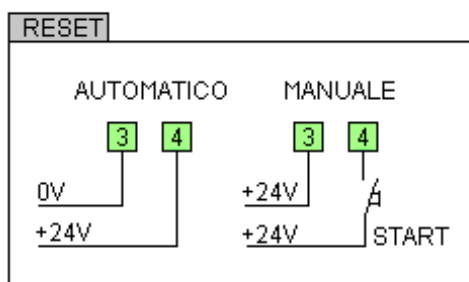 RESET
AUTOMATICO MANUALE
3 4 3 4
0V +24V
+24V +24V START